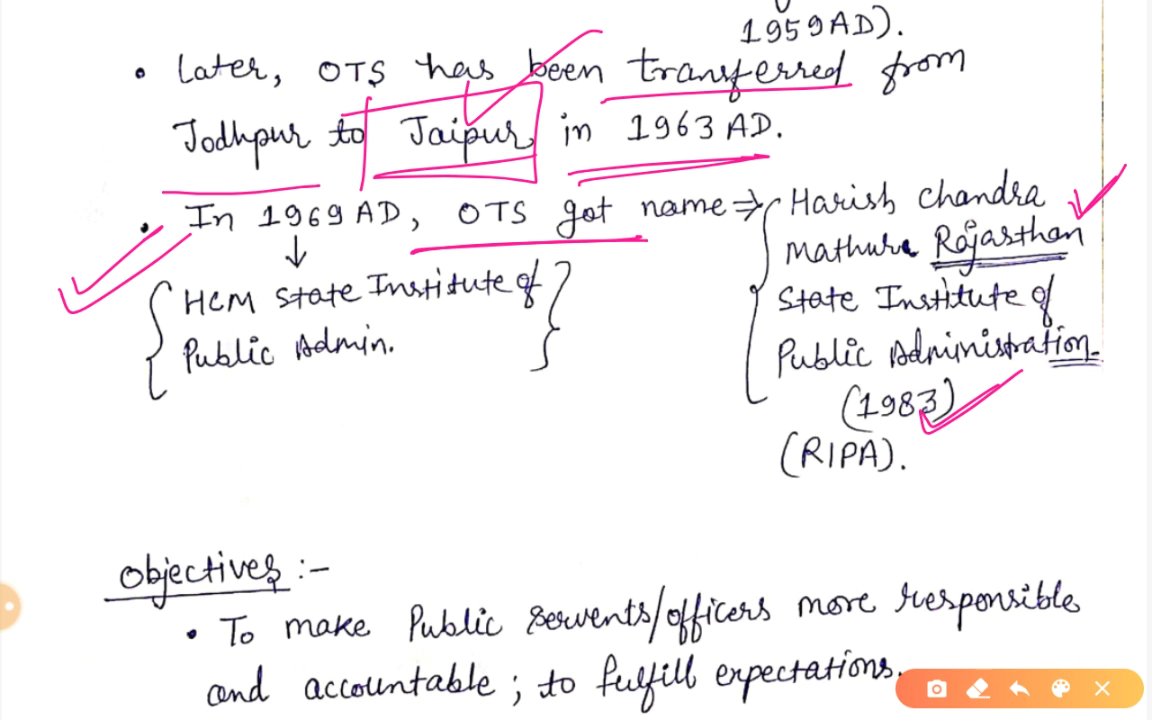 1959AD).
• Later, OTS has been transferred from
Jodhpur to Jaipur in 1963 AD.
• In 1969 AD, OTS got name ⇒
Harish Chandra
Mathur Rajasthan
State Institute of
Public Administration.
(1983)
(RIPA).
↓
HCM State Institute of
Public Admin.
Objectives :-
• To make Public servents/officers more responsible
and accountable ; to fulfill expectations.